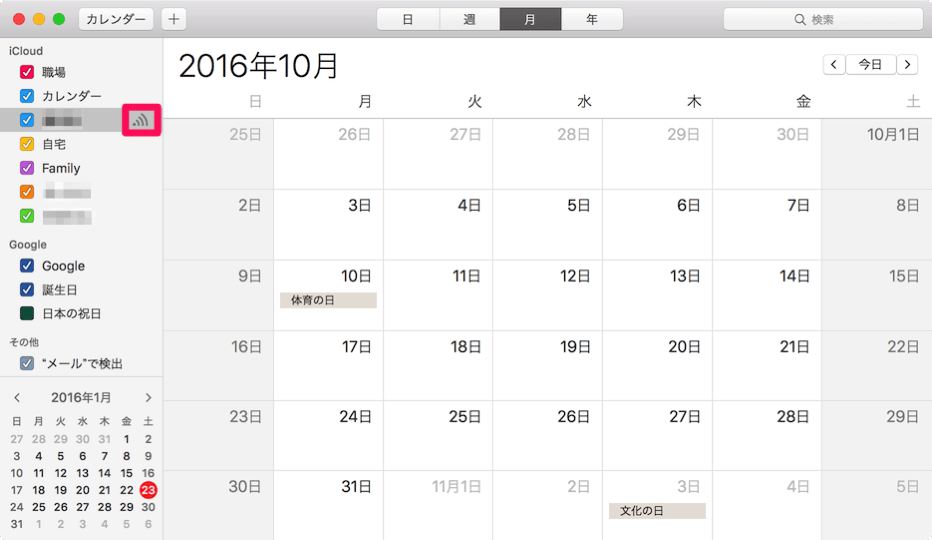 カレンダー + 日 週 月 年 検索
iCloud
職場
カレンダー
自宅
Family
Google
Google
誕生日
日本の祝日
その他
“メール”で検出
2016年1月
日 月 火 水 木 金 土
27 28 29 30 31 1 2
3 4 5 6 7 8 9
10 11 12 13 14 15 16
17 18 19 20 21 22 23
24 25 26 27 28 29 30
31 1 2 3 4 5 6
2016年10月 今日
日 月 火 水 木 金 土
25日 26日 27日 28日 29日 30日 10月1日
2日 3日 4日 5日 6日 7日 8日
9日 10日 11日 12日 13日 14日 15日
体育の日
16日 17日 18日 19日 20日 21日 22日
23日 24日 25日 26日 27日 28日 29日
30日 31日 11月1日 2日 3日 4日 5日
文化の日